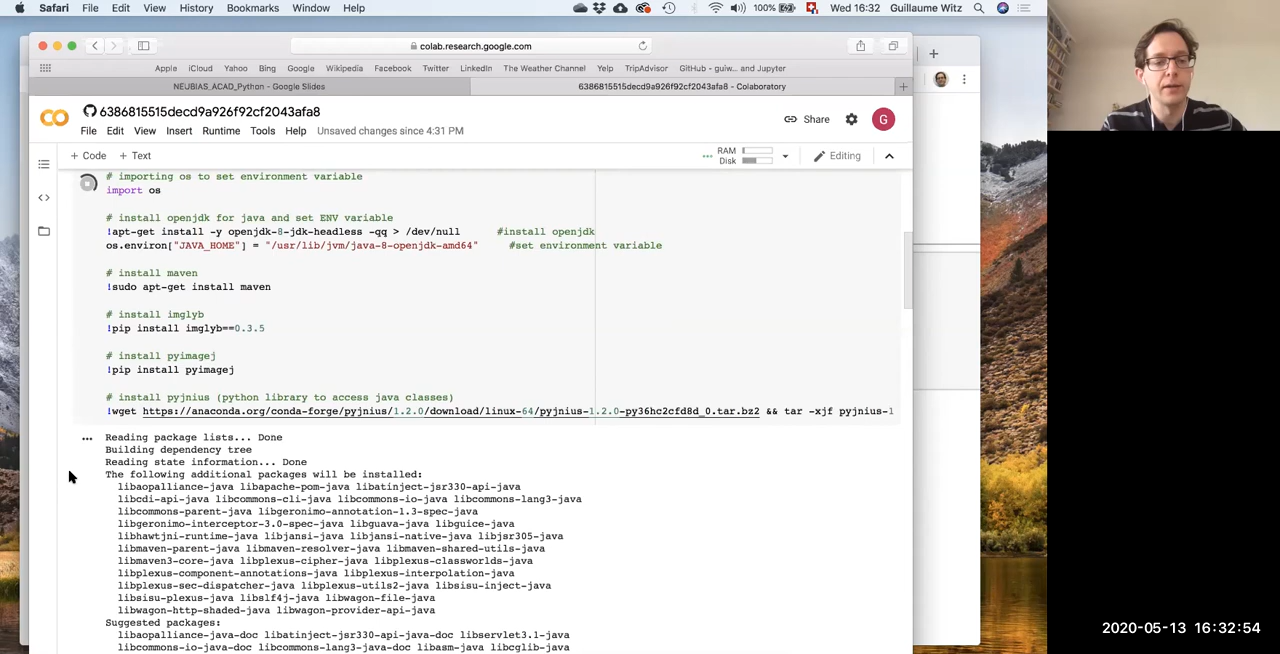 Safari File Edit View History Bookmarks Window Help 100% Wed 16:32 Guillaume Witz
colab.research.google.com
Apple iCloud Yahoo Bing Google Wikipedia Facebook Twitter LinkedIn The Weather Channel Yelp TripAdvisor GitHub - guiw... and Jupyter
NEUBIAS_ACAD_Python - Google Slides
6386815515decd9a926f92cf2043afa8 - Colaboratory
6386815515decd9a926f92cf2043afa8
Share
G
File Edit View Insert Runtime Tools Help Unsaved changes since 4:31 PM
+ Code + Text
RAM
Disk
Editing
# importing os to set environment variable
import os
# install openjdk for java and set ENV variable
!apt-get install -y openjdk-8-jdk-headless -qq > /dev/null #install openjdk
os.environ["JAVA_HOME"] = "/usr/lib/jvm/java-8-openjdk-amd64" #set environment variable
# install maven
!sudo apt-get install maven
# install imglyb
!pip install imglyb==0.3.5
# install pyimagej
!pip install pyimagej
# install pyjnius (python library to access java classes)
!wget https://anaconda.org/conda-forge/pyjnius/1.2.0/download/linux-64/pyjnius-1.2.0-py36hc2cfd8d_0.tar.bz2 && tar -xjf pyjnius-1
Reading package lists... Done
Building dependency tree
Reading state information... Done
The following additional packages will be installed:
libaopalliance-java libapache-pom-java libatinject-jsr330-api-java
libcdi-api-java libcommons-cli-java libcommons-io-java libcommons-lang3-java
libcommons-parent-java libgeronimo-annotation-1.3-spec-java
libgeronimo-interceptor-3.0-spec-java libguava-java libguice-java
libhawtjni-runtime-java libjansi-java libjansi-native-java libjsr305-java
libmaven-parent-java libmaven-resolver-java libmaven-shared-utils-java
libmaven3-core-java libplexus-cipher-java libplexus-classworlds-java
libplexus-component-annotations-java libplexus-interpolation-java
libplexus-sec-dispatcher-java libplexus-utils2-java libsisu-inject-java
libsisu-plexus-java libslf4j-java libwagon-file-java
libwagon-http-shaded-java libwagon-provider-api-java
Suggested packages:
libaopalliance-java-doc libatinject-jsr330-api-java-doc libservlet3.1-java
libcommons-io-java-doc libcommons-lang3-java-doc libasm-java libcglib-java
2020-05-13 16:32:54